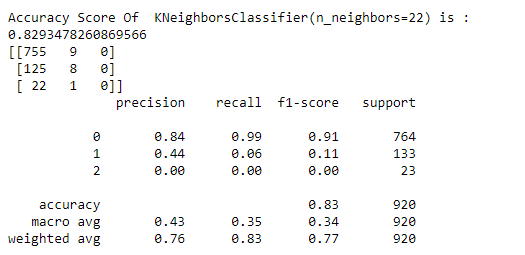 Accuracy Score Of  KNeighborsClassifier(n_neighbors=22) is :
0.8293478260869566
[[755   9   0]
 [125   8   0]
 [ 22   1   0]]
              precision    recall  f1-score   support

           0       0.84      0.99      0.91       764
           1       0.44      0.06      0.11       133
           2       0.00      0.00      0.00        23

    accuracy                           0.83       920
   macro avg       0.43      0.35      0.34       920
weighted avg       0.76      0.83      0.77       920